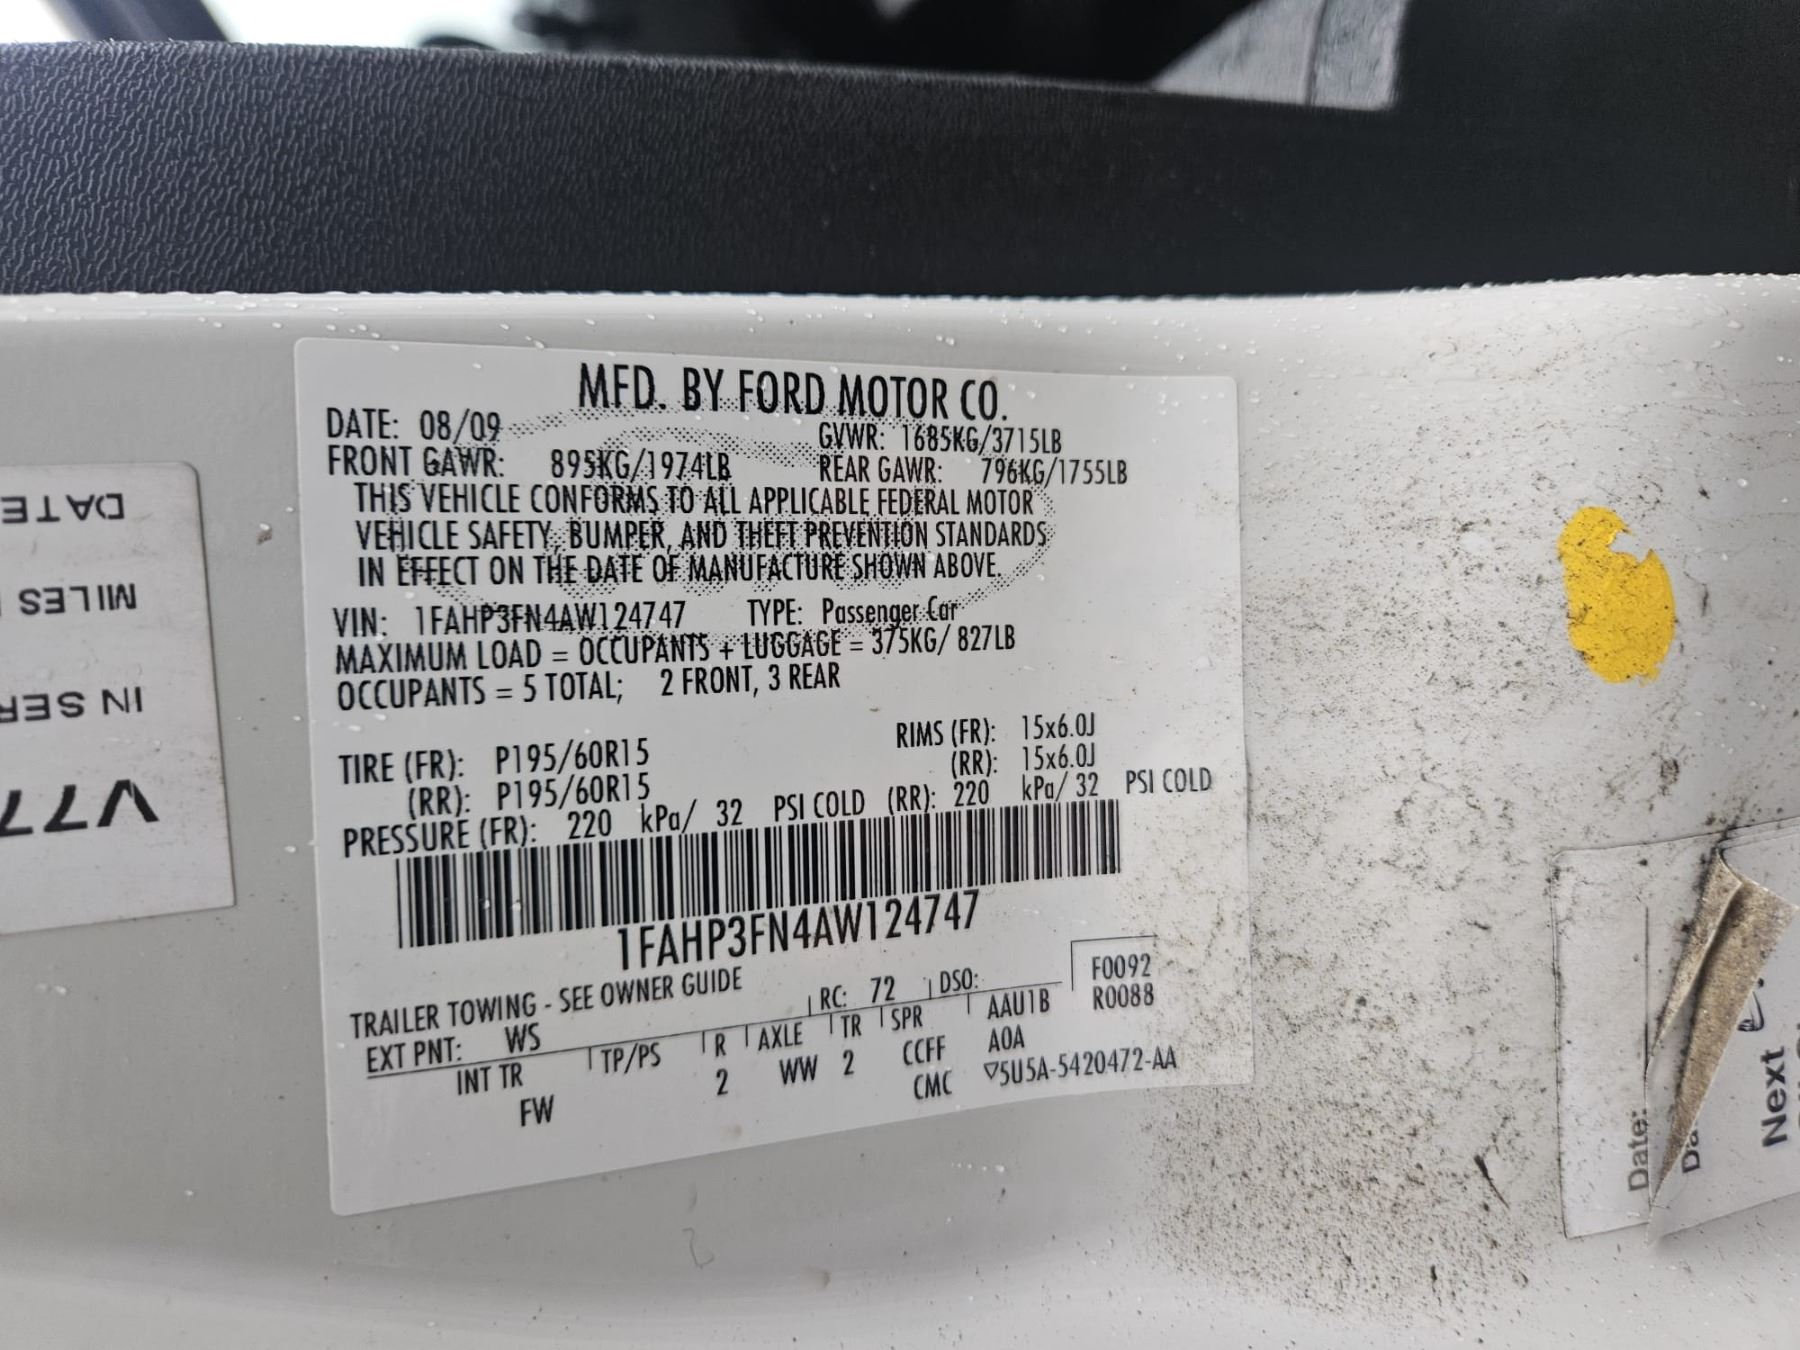 MFD. BY FORD MOTOR CO.
DATE: 08/09
GVWR: 1685KG/3715LB
FRONT GAWR: 895KG/1974LB
REAR GAWR: 796KG/1755LB
THIS VEHICLE CONFORMS TO ALL APPLICABLE FEDERAL MOTOR
VEHICLE SAFETY, BUMPER, AND THEFT PREVENTION STANDARDS
IN EFFECT ON THE DATE OF MANUFACTURE SHOWN ABOVE.
VIN: 1FAHP3FN4AW124747 TYPE: Passenger Car
MAXIMUM LOAD = OCCUPANTS + LUGGAGE = 375KG/ 827LB
OCCUPANTS = 5 TOTAL; 2 FRONT, 3 REAR
TIRE (FR): P195/60R15 RIMS (FR): 15x6.0J
(RR): P195/60R15 (RR): 15x6.0J
PRESSURE (FR): 220 kPa/ 32 PSI COLD (RR): 220 kPa/ 32 PSI COLD
1FAHP3FN4AW124747
TRAILER TOWING - SEE OWNER GUIDE
EXT PNT: WS RC: 72 DSO: F0092
R0088
INT TR TP/PS R AXLE TR SPR AAU1B
FW 2 WW 2 CCFF A0A
CMC ▽5U5A-5420472-AA
V77
IN SER
MILES
DATE
Date:
Next